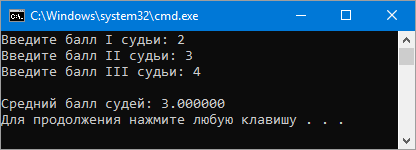 C:\Windows\system32\cmd.exe
Введите балл I судьи: 2
Введите балл II судьи: 3
Введите балл III судьи: 4
Средний балл судей: 3.000000
Для продолжения нажмите любую клавишу . . .